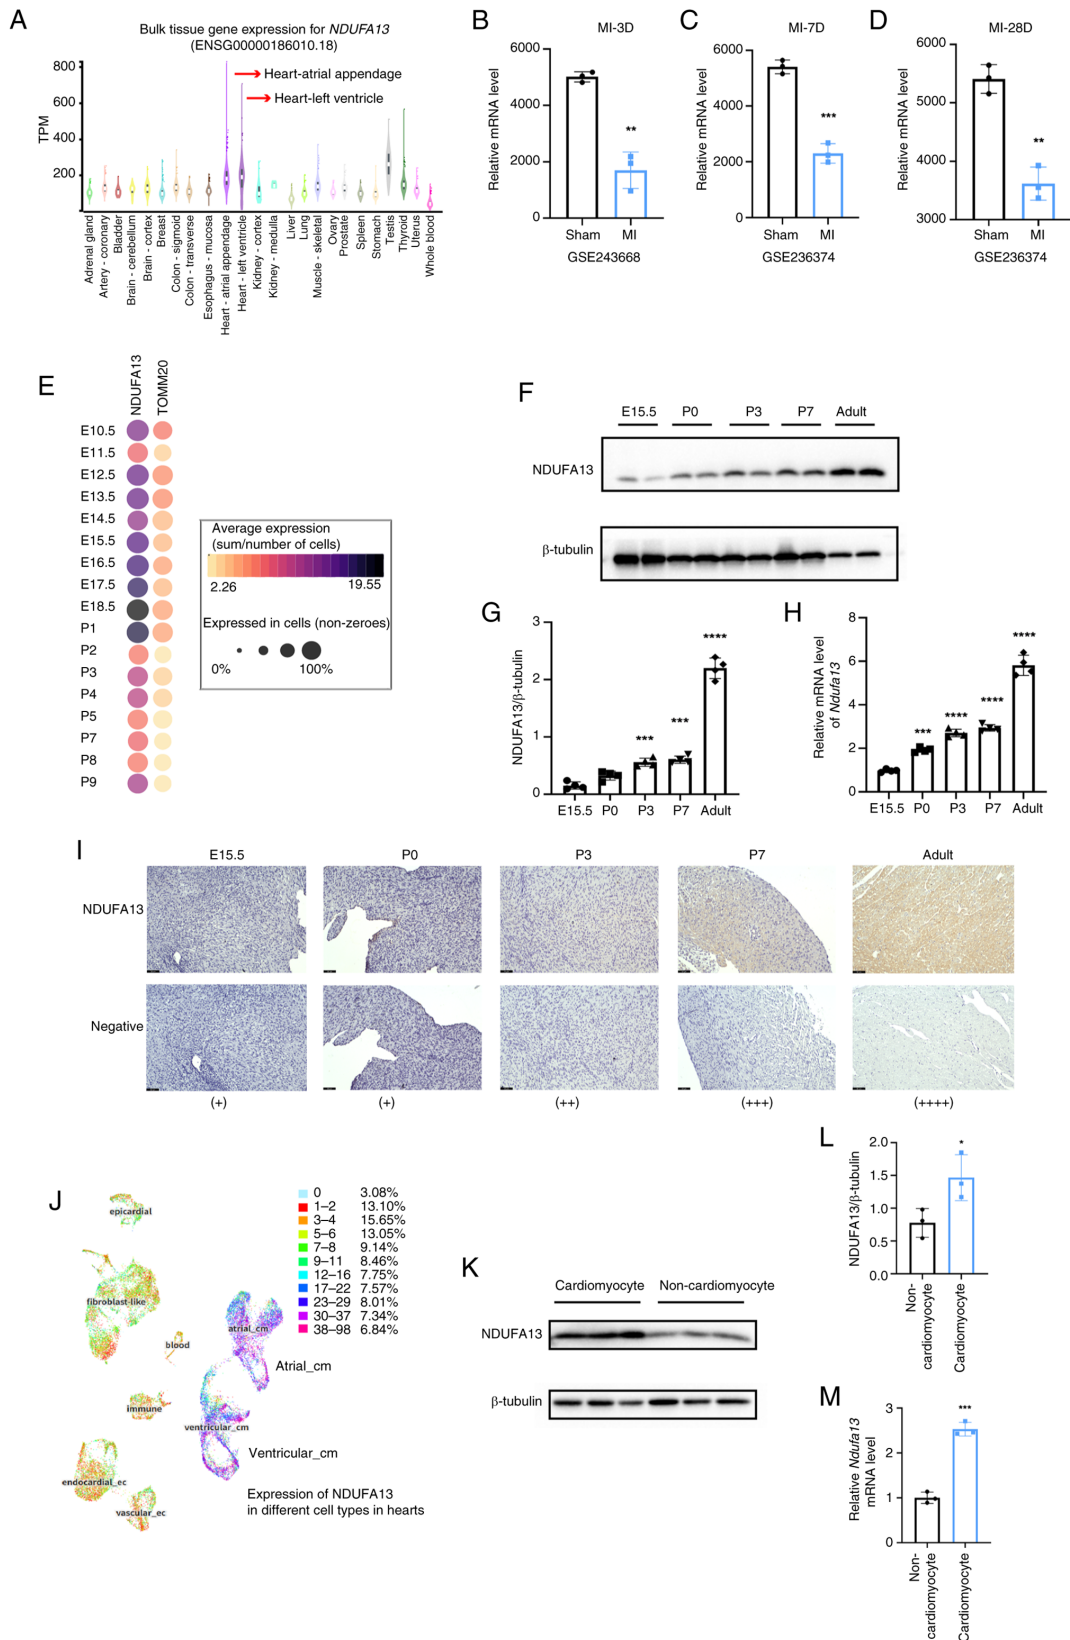 A
Bulk tissue gene expression for NDUFA13
(ENSG00000186010.18)
TPM
800
600
400
200
Heart-atrial appendage
Heart-left ventricle
Adrenal gland
Artery - coronary
Bladder
Brain - cerebellum
Brain - cortex
Breast
Colon - sigmoid
Colon - transverse
Esophagus - mucosa
Heart - atrial appendage
Heart - left ventricle
Kidney - cortex
Kidney - medulla
Liver
Lung
Muscle - skeletal
Ovary
Prostate
Spleen
Stomach
Testis
Thyroid
Uterus
Whole blood
B
MI-3D
Relative mRNA level
6000
4000
2000
0
**
Sham
MI
GSE243668
C
MI-7D
Relative mRNA level
6000
4000
2000
0
***
Sham
MI
GSE236374
D
MI-28D
Relative mRNA level
6000
5000
4000
3000
**
Sham
MI
GSE236374
E
NDUFA13
TOMM20
E10.5
E11.5
E12.5
E13.5
E14.5
E15.5
E16.5
E17.5
E18.5
P1
P2
P3
P4
P5
P7
P8
P9
Average expression
(sum/number of cells)
2.26
19.55
Expressed in cells (non-zeroes)
0%
100%
F
E15.5 P0 P3 P7 Adult
NDUFA13
β-tubulin
G
NDUFA13/β-tubulin
3
2
1
0
***
***
****
E15.5 P0 P3 P7 Adult
H
Relative mRNA level
of Ndufa13
8
6
4
2
0
***
****
****
****
E15.5 P0 P3 P7 Adult
I
E15.5 P0 P3 P7 Adult
NDUFA13
Negative
(+) (+) (++) (+++) (++++)
J
epicardial
fibroblast-like
blood
immune
endocardial_ec
vascular_ec
atrial_cm
Atrial_cm
ventricular_cm
Ventricular_cm
0 3.08%
1–2 13.10%
3–4 15.65%
5–6 13.05%
7–8 9.14%
9–11 8.46%
12–16 7.75%
17–22 7.57%
23–29 8.01%
30–37 7.34%
38–98 6.84%
Expression of NDUFA13
in different cell types in hearts
K
Cardiomyocyte Non-cardiomyocyte
NDUFA13
β-tubulin
L
NDUFA13/β-tubulin
2.0
1.5
1.0
0.5
0.0
*
Non-
cardiomyocyte
Cardiomyocyte
M
Relative Ndufa13
mRNA level
3
2
1
0
***
Non-
cardiomyocyte
Cardiomyocyte